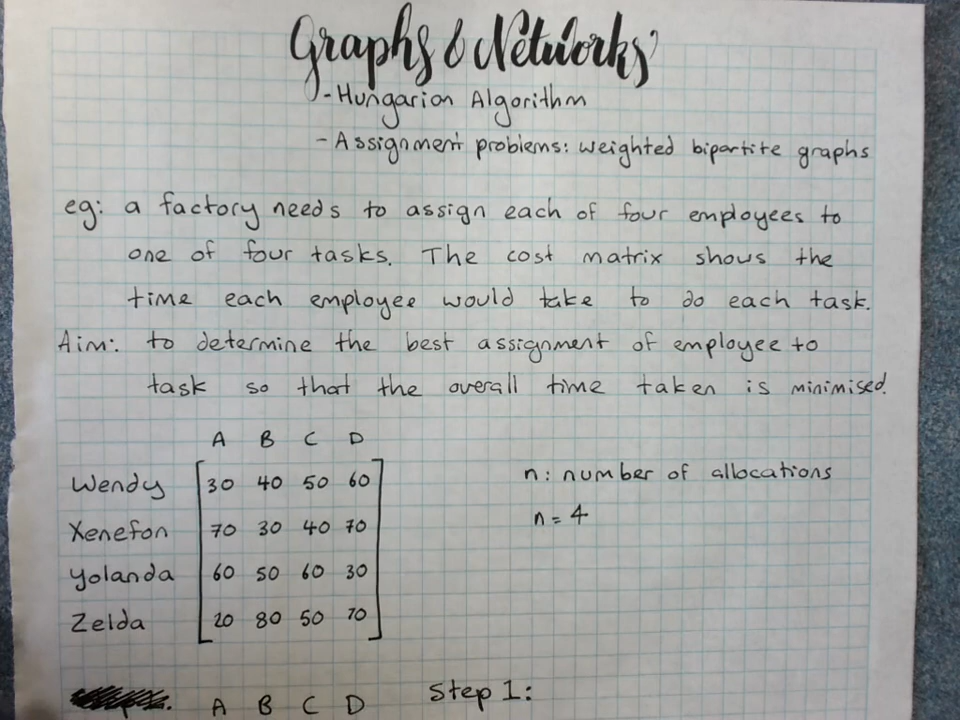 Graphs & Networks
- Hungarian Algorithm
- Assignment problems: weighted bipartite graphs
eg: a factory needs to assign each of four employees to
one of four tasks. The cost matrix shows the
time each employee would take to do each task.
Aim: to determine the best assignment of employee to
task so that the overall time taken is minimised.
A B C D
Wendy 30 40 50 60
Xenefon 70 30 40 70
Yolanda 60 50 60 30
Zelda 20 80 50 70
n: number of allocations
n = 4
A B C D
Step 1: